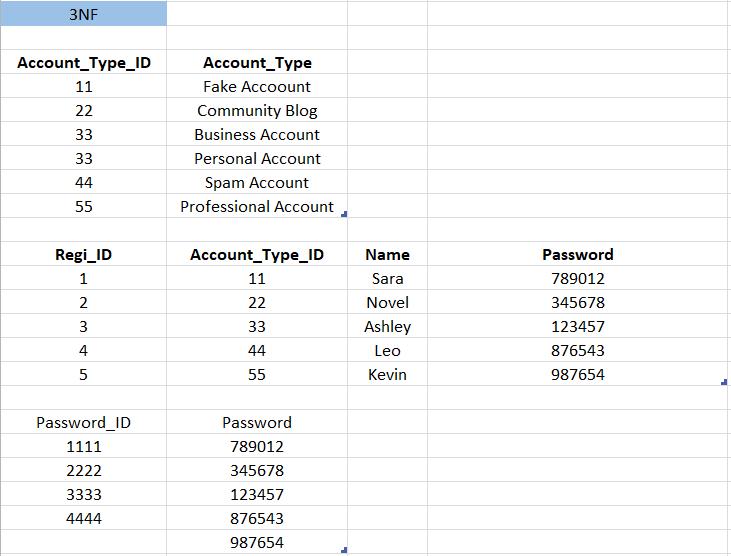 3NF
Account_Type_ID Account_Type
11 Fake Accoount
22 Community Blog
33 Business Account
33 Personal Account
44 Spam Account
55 Professional Account
Regi_ID Account_Type_ID Name Password
1 11 Sara 789012
2 22 Novel 345678
3 33 Ashley 123457
4 44 Leo 876543
5 55 Kevin 987654
Password_ID Password
1111 789012
2222 345678
3333 123457
4444 876543
987654